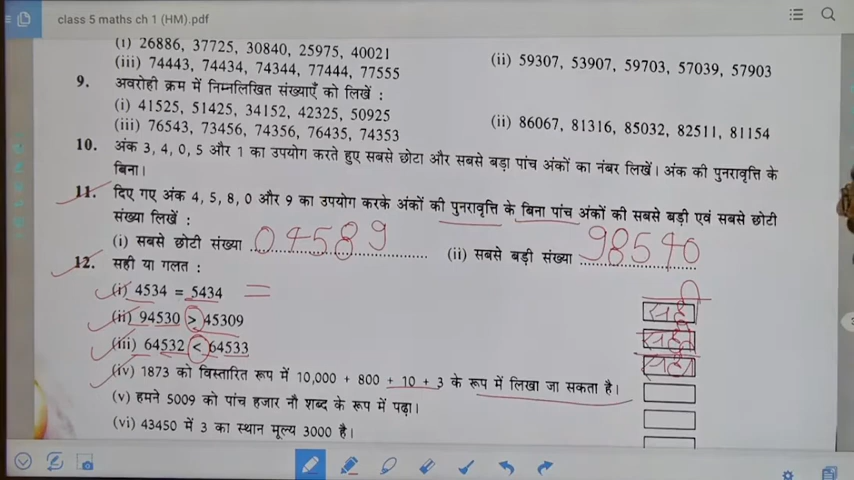 class 5 maths ch 1 (HM).pdf
(i) 26886, 37725, 30840, 25975, 40021
(ii) 59307, 53907, 59703, 57039, 57903
(iii) 74443, 74434, 74344, 77444, 77555
9. अवरोही क्रम में निम्नलिखित संख्याएँ को लिखें :
(i) 41525, 51425, 34152, 42325, 50925
(ii) 86067, 81316, 85032, 82511, 81154
(iii) 76543, 73456, 74356, 76435, 74353
10. अंक 3, 4, 0, 5 और 1 का उपयोग करते हुए सबसे छोटा और सबसे बड़ा पांच अंकों का नंबर लिखें। अंक की पुनरावृत्ति के
बिना।
11. दिए गए अंक 4, 5, 8, 0 और 9 का उपयोग करके अंकों की पुनरावृत्ति के बिना पांच अंकों की सबसे बड़ी एवं सबसे छोटी
संख्या लिखें :
(i) सबसे छोटी संख्या 04589 (ii) सबसे बड़ी संख्या 98540
12. सही या गलत :
(i) 4534 = 5434 =
सही
(ii) 94530 > 45309
सही
(iii) 64532 < 64533
सही
(iv) 1873 को विस्तारित रूप में 10,000 + 800 + 10 + 3 के रूप में लिखा जा सकता है।
(v) हमने 5009 को पांच हजार नौ शब्द के रूप में पढ़ा।
(vi) 43450 में 3 का स्थान मूल्य 3000 है।